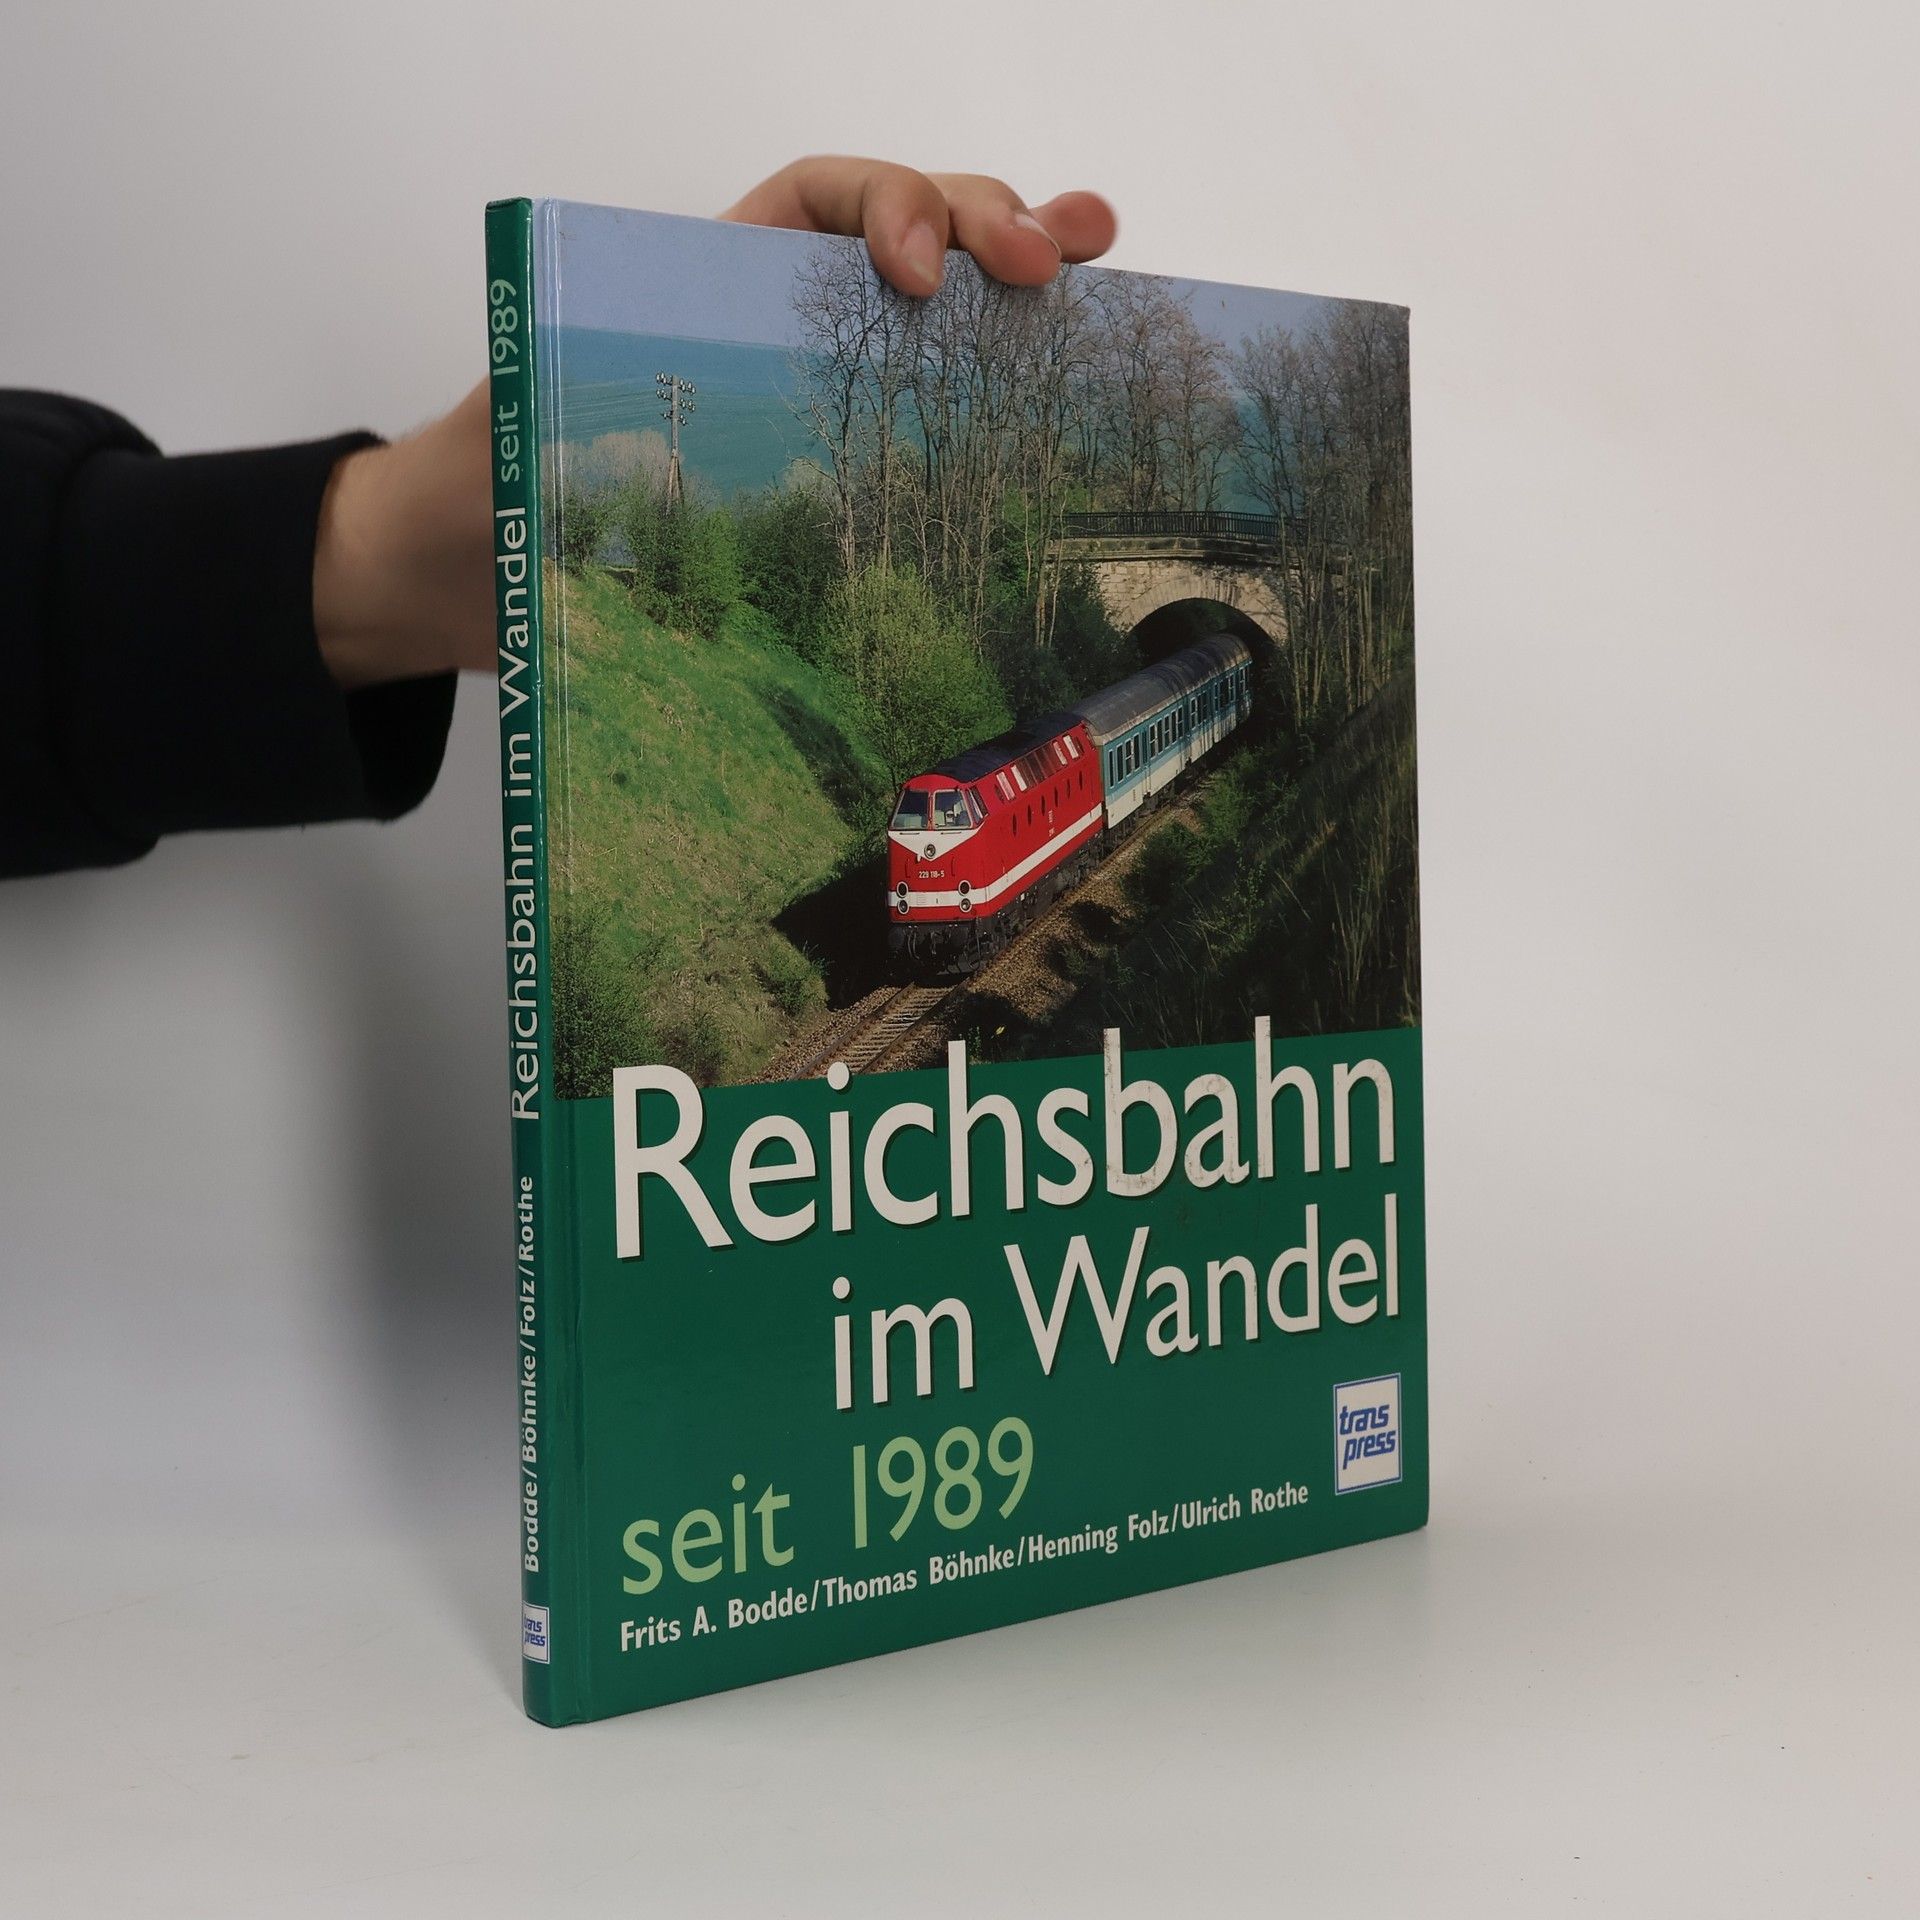 Reichsbahn
im Wandel
seit 1989
Frits A. Bodde/Thomas Böhnke/Henning Folz/Ulrich Rothe
trans
press
229 118-5
Bodde/Böhnke/Folz/Rothe Reichsbahn im Wandel seit 1989
trans
press